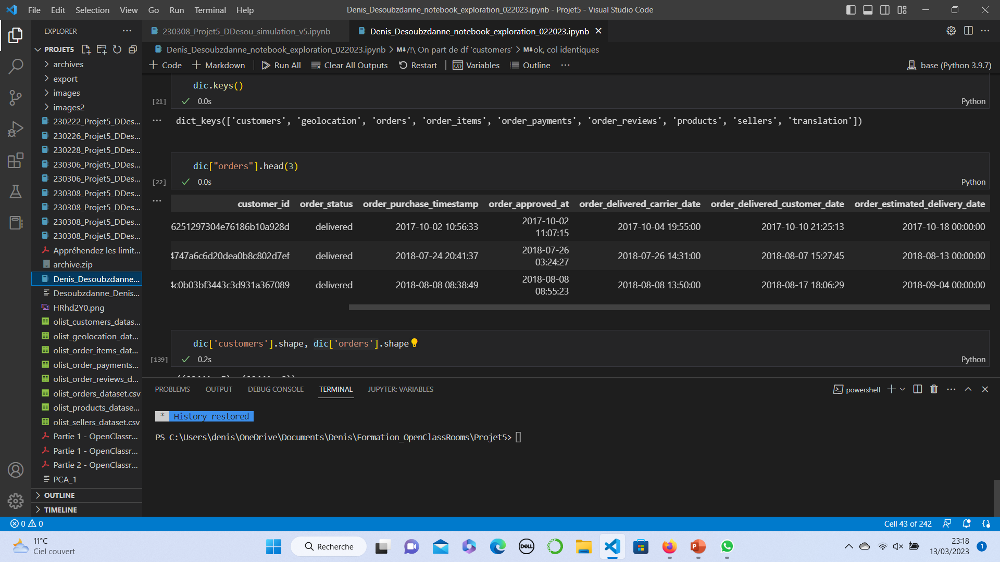 File Edit Selection View Go Run Terminal Help
Denis_Desoubzdanne_notebook_exploration_022023.ipynb - Projet5 - Visual Studio Code
EXPLORER
PROJET5
archives
export
images
images2
230222_Projet5_DDes...
230226_Projet5_DDes...
230228_Projet5_DDes...
230306_Projet5_DDes...
230306_Projet5_DDes...
230308_Projet5_DDes...
230308_Projet5_DDes...
230308_Projet5_DDes...
230308_Projet5_DDes...
Appréhendez les limit...
archive.zip
Denis_Desoubzdanne...
Desoubzdanne_Denis...
HRhd2Y0.png
olist_customers_datas...
olist_geolocation_dat...
olist_order_items_dat...
olist_order_payments...
olist_order_reviews_d...
olist_orders_dataset.csv
olist_products_datase...
olist_sellers_dataset.csv
Partie 1 - OpenClassr...
Partie 1 - OpenClassr...
Partie 2 - OpenClassr...
PCA_1
OUTLINE
TIMELINE
230308_Projet5_DDesou_simulation_v5.ipynb
Denis_Desoubzdanne_notebook_exploration_022023.ipynb
Denis_Desoubzdanne_notebook_exploration_022023.ipynb > M↓/!\ On part de df 'customers' > M↓ok, col identiques
Code Markdown Run All Clear All Outputs Restart Variables Outline ...
base (Python 3.9.7)
dic.keys()
[21] 0.0s Python
dict_keys(['customers', 'geolocation', 'orders', 'order_items', 'order_payments', 'order_reviews', 'products', 'sellers', 'translation'])
dic["orders"].head(3)
[22] 0.0s Python
customer_id order_status order_purchase_timestamp order_approved_at order_delivered_carrier_date order_delivered_customer_date order_estimated_delivery_date
6251297304e76186b10a928d delivered 2017-10-02 10:56:33 2017-10-02 11:07:15 2017-10-04 19:55:00 2017-10-10 21:25:13 2017-10-18 00:00:00
4747a6c6d20dea0b8c802d7ef delivered 2018-07-24 20:41:37 2018-07-26 03:24:27 2018-07-26 14:31:00 2018-08-07 15:27:45 2018-08-13 00:00:00
4c0b03bf3443c3d931a367089 delivered 2018-08-08 08:38:49 2018-08-08 08:55:23 2018-08-08 13:50:00 2018-08-17 18:06:29 2018-09-04 00:00:00
dic['customers'].shape, dic['orders'].shape
[139] 0.2s Python
PROBLEMS OUTPUT DEBUG CONSOLE TERMINAL JUPYTER: VARIABLES
powershell
* History restored
PS C:\Users\denis\OneDrive\Documents\Denis\Formation_OpenClassRooms\Projet5>
0 0
Cell 43 of 242
11°C
Ciel couvert
Recherche
DELL
23:18
13/03/2023
1